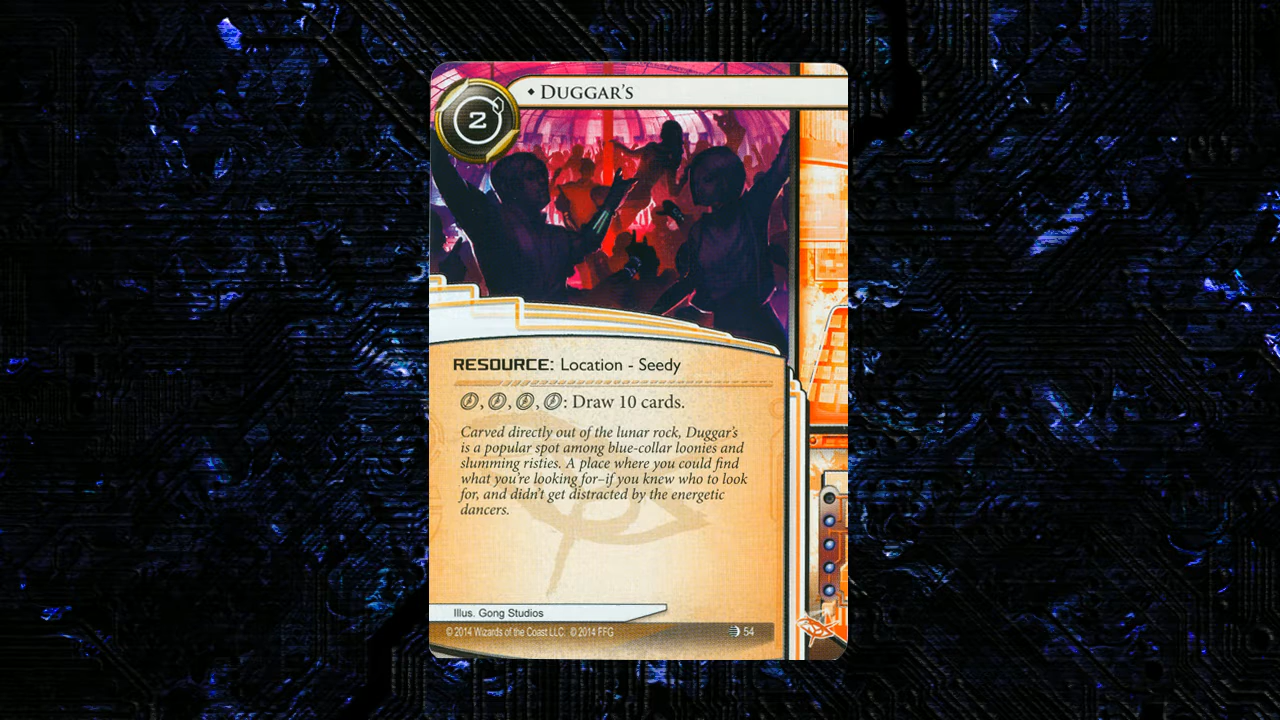 2
◆ DUGGAR'S
RESOURCE: Location - Seedy
, , , : Draw 10 cards.
Carved directly out of the lunar rock, Duggar's
is a popular spot among blue-collar loonies and
slumming risties. A place where you could find
what you're looking for–if you knew who to look
for, and didn't get distracted by the energetic
dancers.
Illus. Gong Studios
© 2014 Wizards of the Coast LLC. © 2014 FFG
54